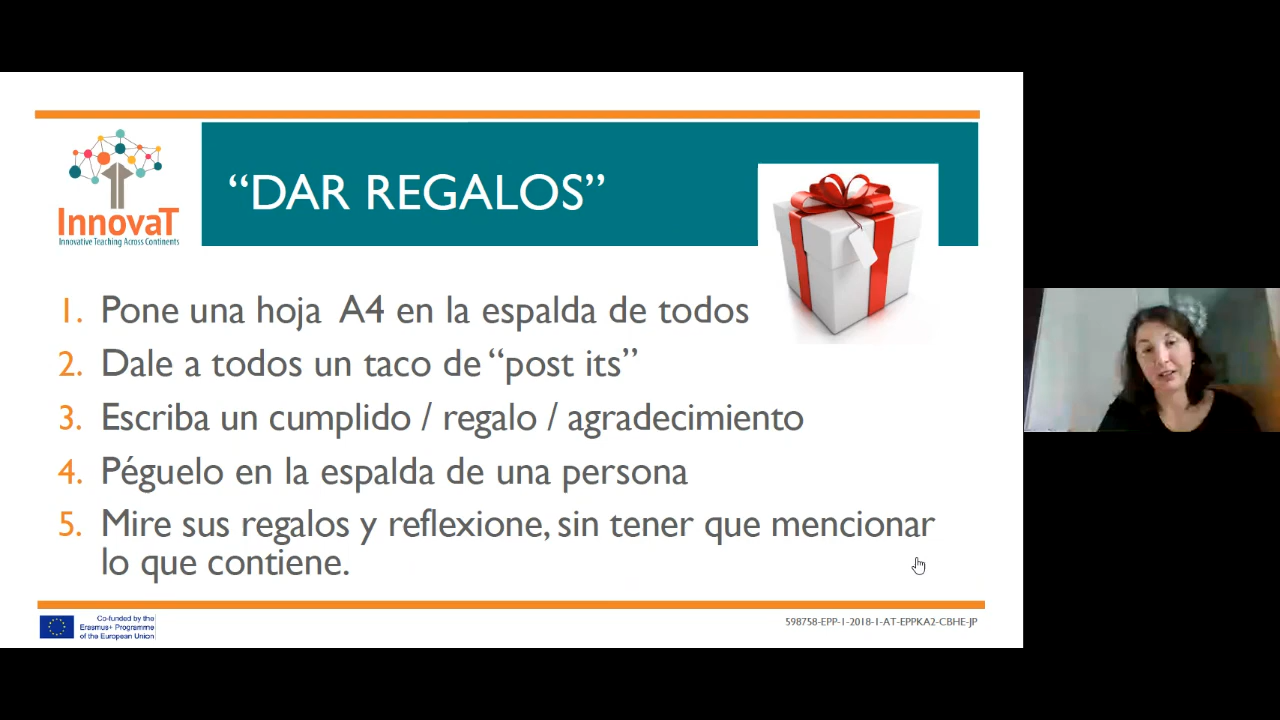 InnovaT
Innovative Teaching Across Continents
“DAR REGALOS”
1. Pone una hoja A4 en la espalda de todos
2. Dale a todos un taco de “post its”
3. Escriba un cumplido / regalo / agradecimiento
4. Péguelo en la espalda de una persona
5. Mire sus regalos y reflexione, sin tener que mencionar
lo que contiene.
Co-funded by the
Erasmus+ Programme
of the European Union
598758-EPP-1-2018-1-AT-EPPKA2-CBHE-JP